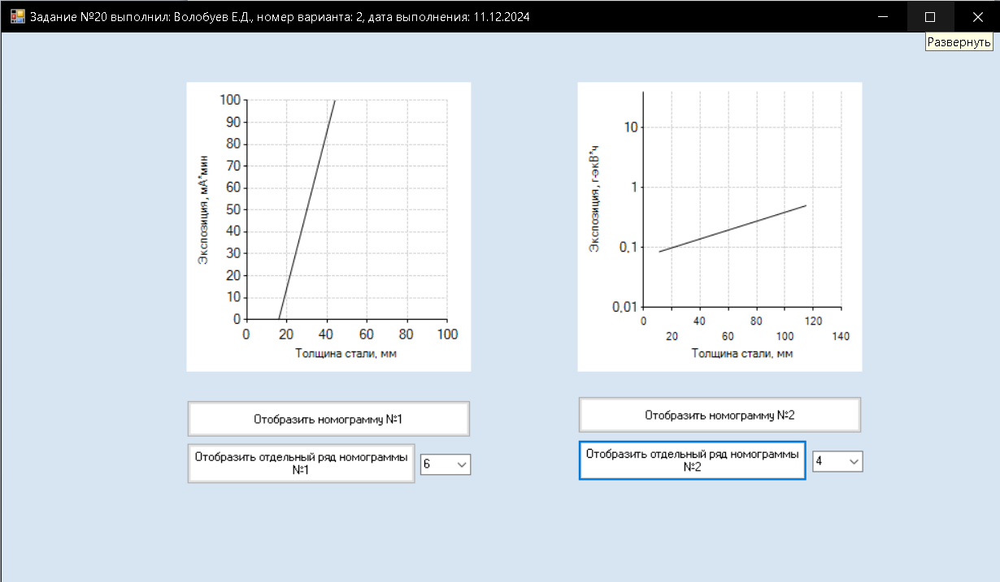 Задание №20 выполнил: Волобуев Е.Д., номер варианта: 2, дата выполнения: 11.12.2024
Развернуть
100
90
80
70
60
50
40
30
20
10
0
Экспозиция, мА*мин
0 20 40 60 80 100
Толщина стали, мм
10
1
0,1
0,01
Экспозиция, г-экВ*ч
0 40 80 120
20 60 100 140
Толщина стали, мм
Отобразить номограмму №1
Отобразить отдельный ряд номограммы
№1
6
Отобразить номограмму №2
Отобразить отдельный ряд номограммы
№2
4